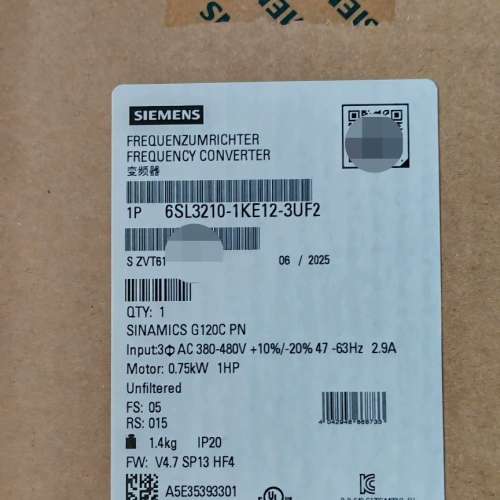 SIEMENS
SIEMENS
SIEMENS
FREQUENZUMRICHTER
FREQUENCY CONVERTER
变频器
1P 6SL3210-1KE12-3UF2
S ZVT61
06 / 2025
QTY: 1
SINAMICS G120C PN
Input:3Φ AC 380-480V +10%/-20% 47 -63Hz 2.9A
Motor: 0.75kW 1HP
Unfiltered
FS: 05
RS: 015
1.4kg IP20
FW: V4.7 SP13 HF4
A5E35393301